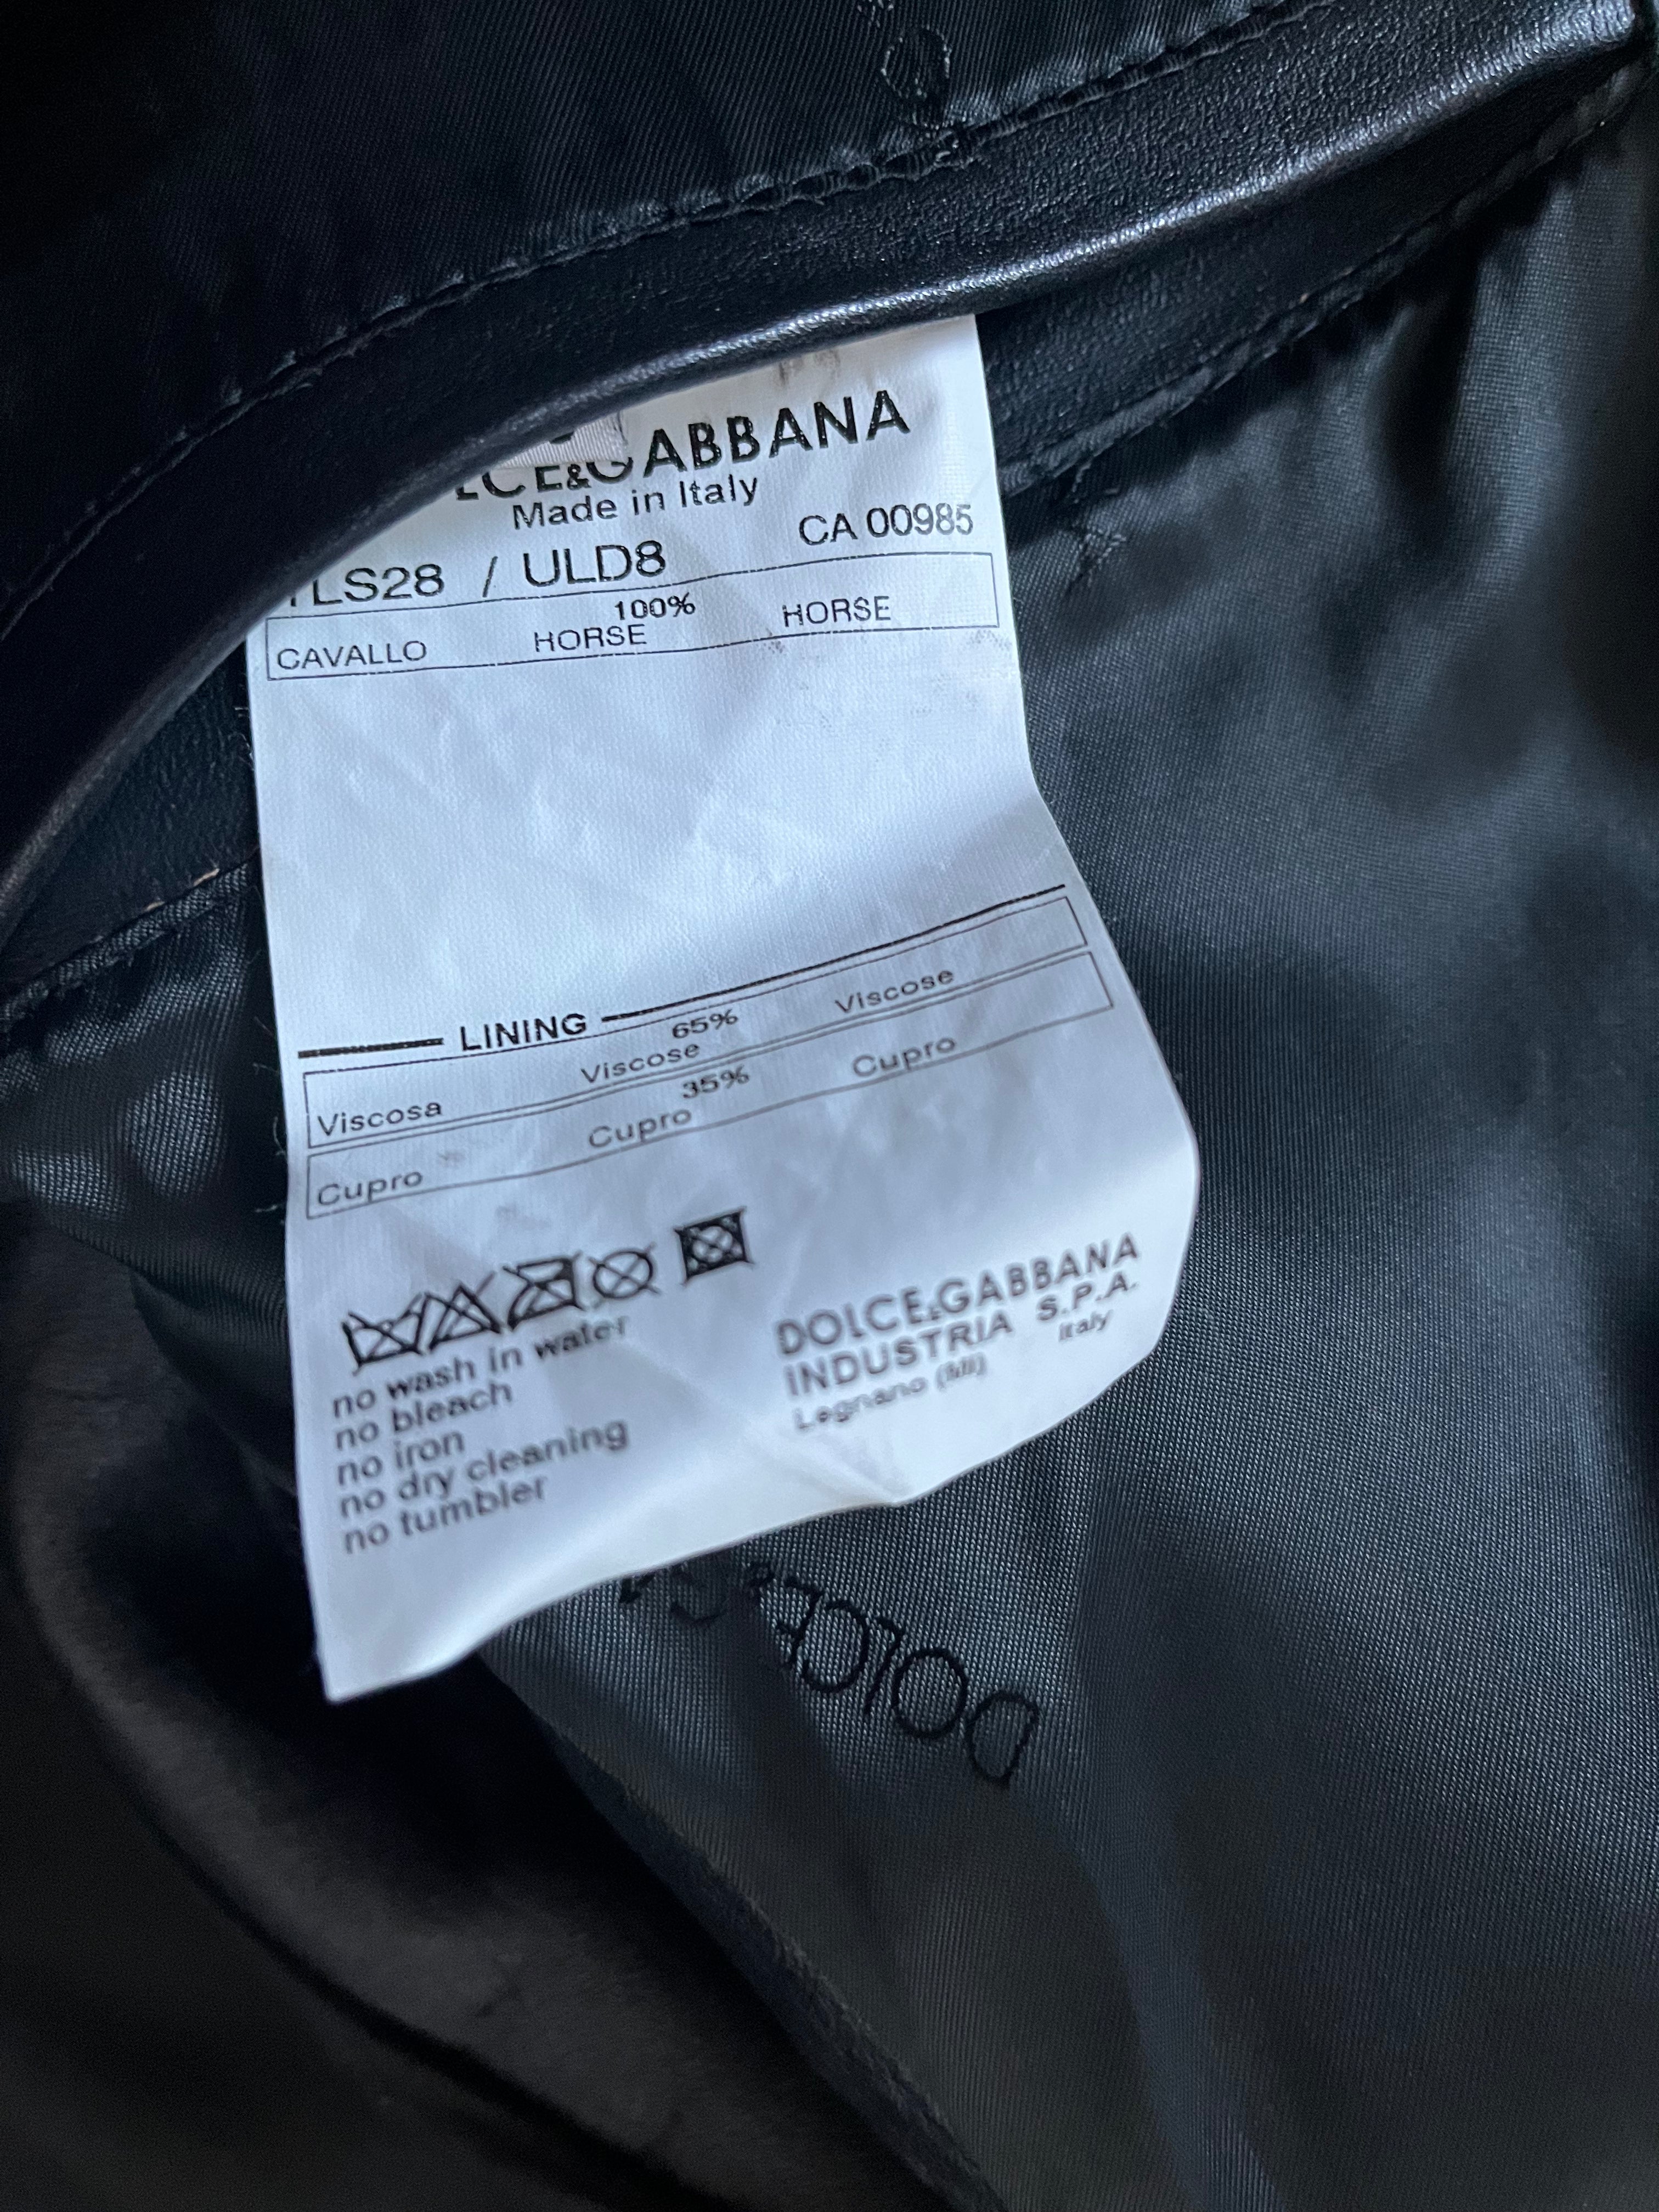 DOLCE&GABBANA
Made in Italy
CA 00985
LS28 / ULD8
100%
CAVALLO HORSE HORSE
LINING
65%
Viscosa Viscose Viscose
35%
Cupro Cupro Cupro
no wash in water
no bleach
no iron
no dry cleaning
no tumbler
DOLCE&GABBANA
INDUSTRIA S.P.A.
Legnano (MI) Italy
DOLCE&